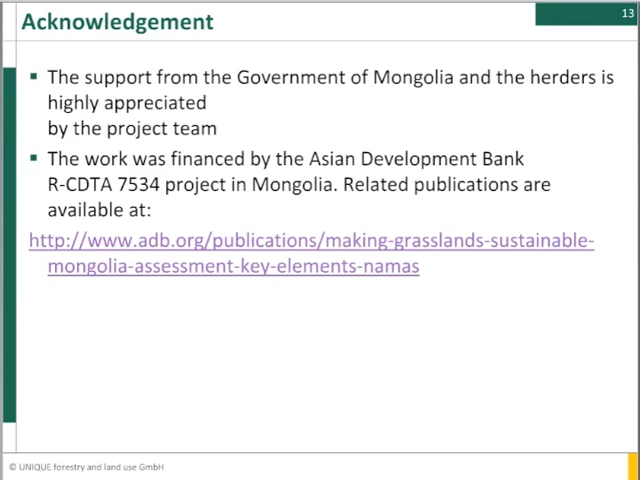 Acknowledgement
13
▪ The support from the Government of Mongolia and the herders is
highly appreciated
by the project team
▪ The work was financed by the Asian Development Bank
R-CDTA 7534 project in Mongolia. Related publications are
available at:
http://www.adb.org/publications/making-grasslands-sustainable-
mongolia-assessment-key-elements-namas
© UNIQUE forestry and land use GmbH